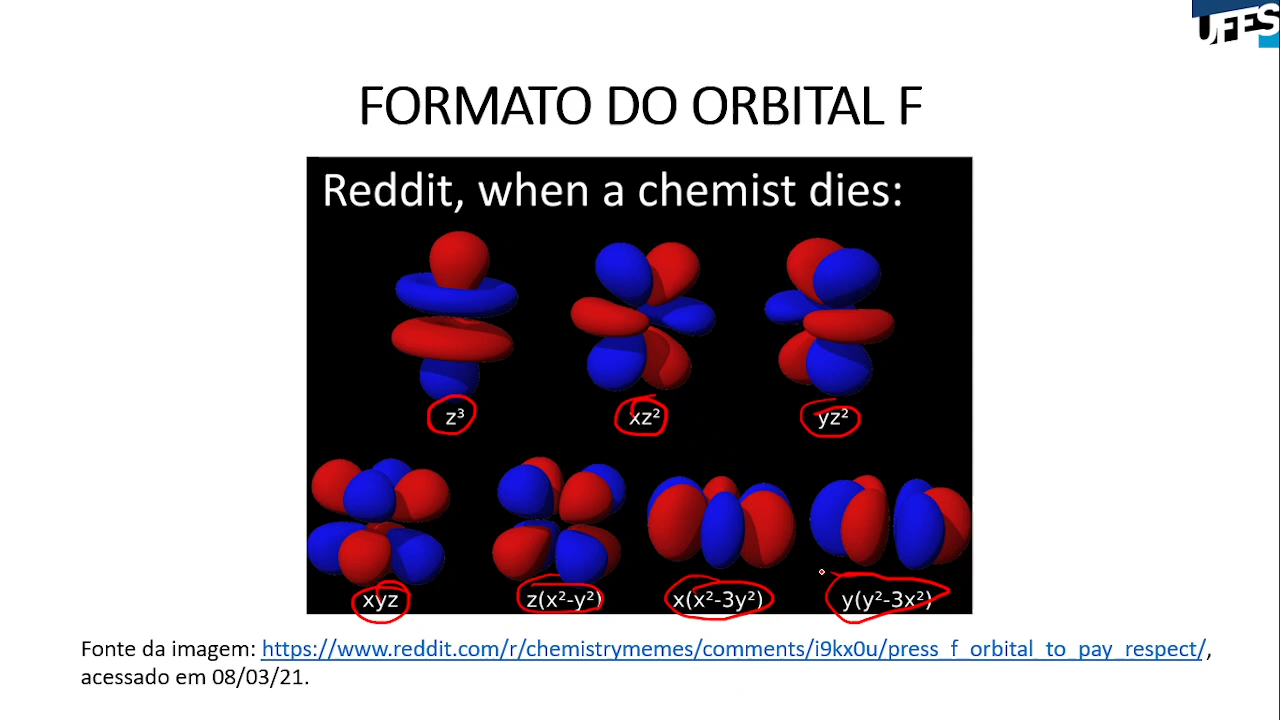 UFES
FORMATO DO ORBITAL F
Reddit, when a chemist dies:
z³ xz² yz²
xyz z(x²-y²) x(x²-3y²) y(y²-3x²)
Fonte da imagem: https://www.reddit.com/r/chemistrymemes/comments/i9kx0u/press_f_orbital_to_pay_respect/,
acessado em 08/03/21.